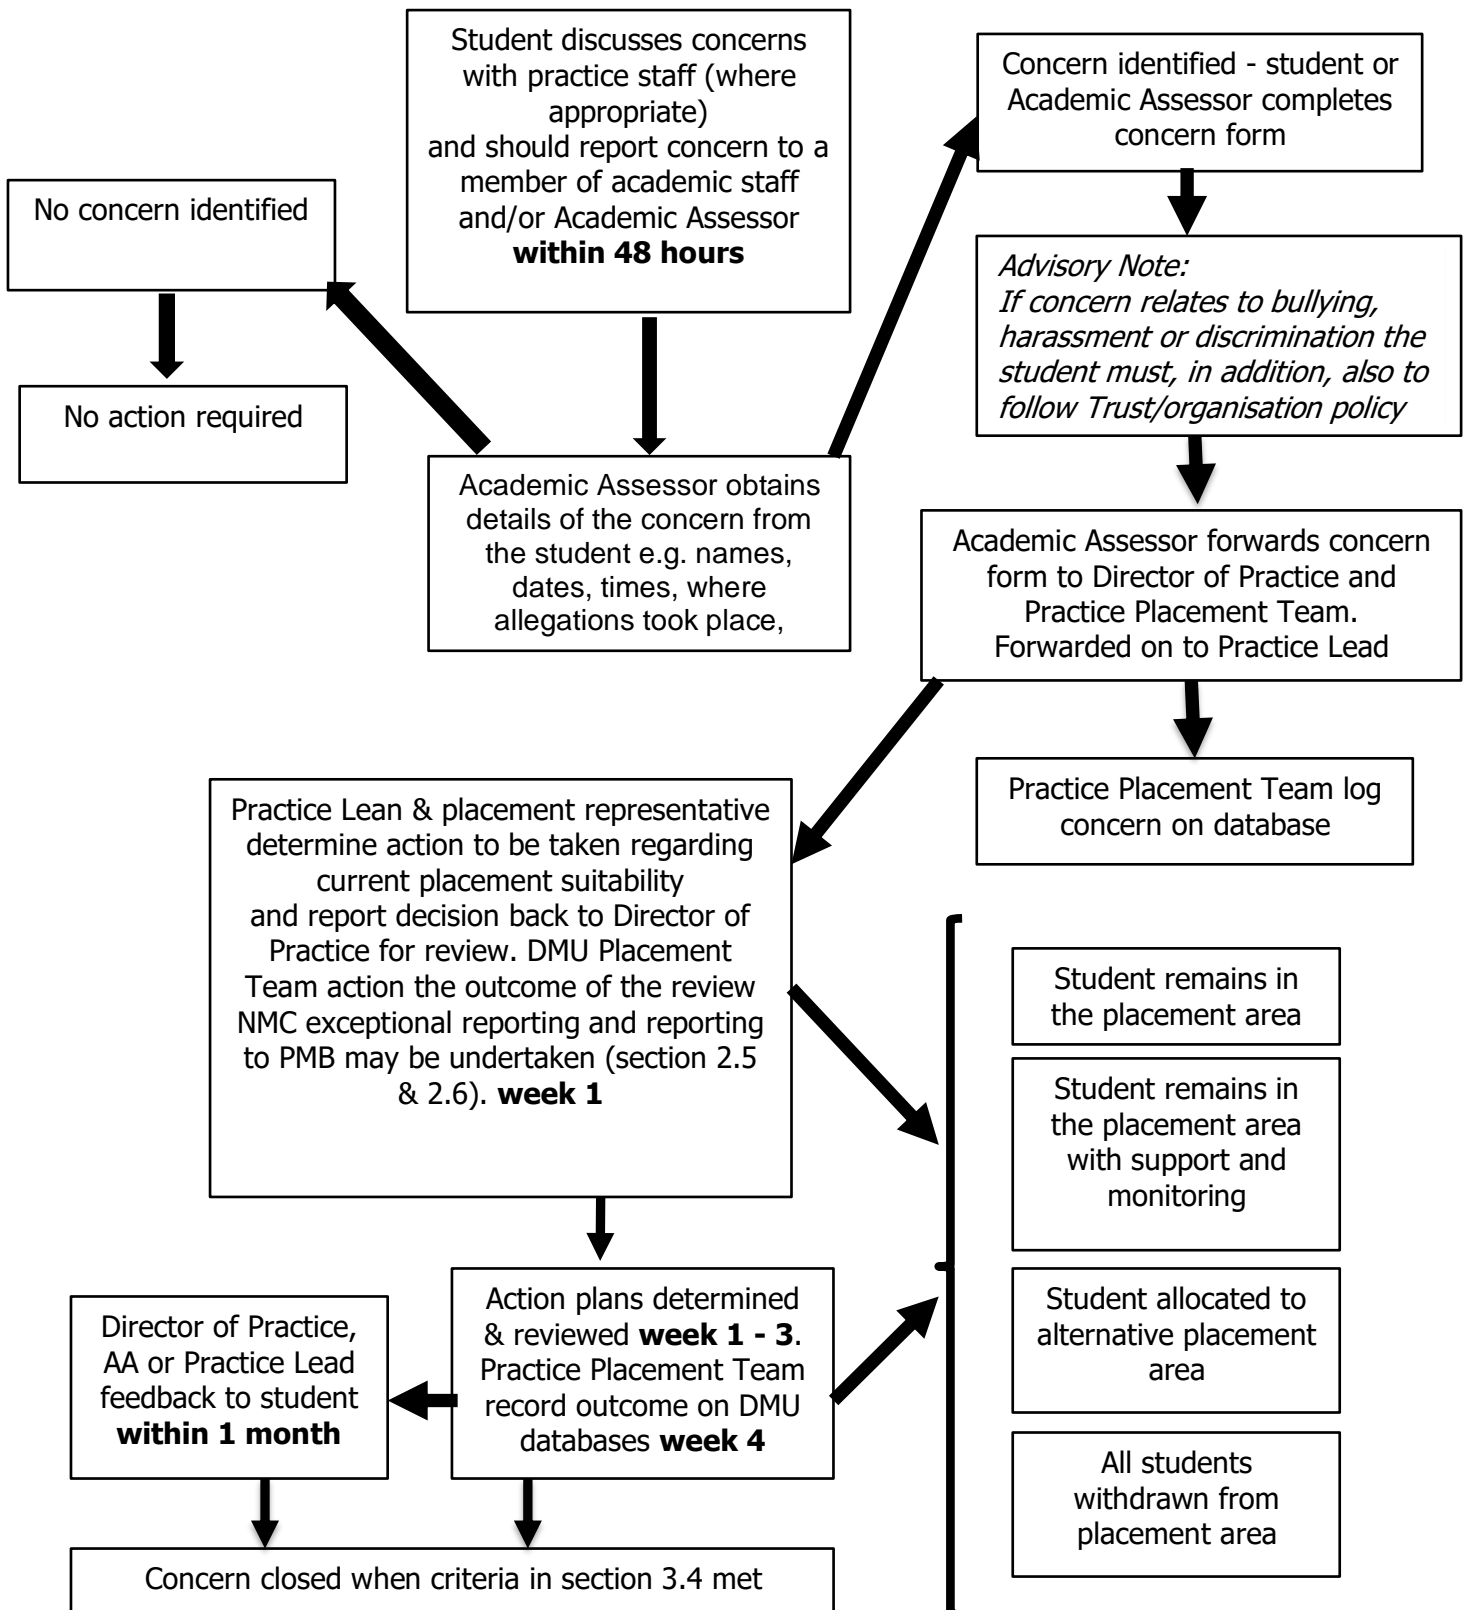 Student discusses concerns
with practice staff (where
appropriate)
and should report concern to a
member of academic staff
and/or Academic Assessor
within 48 hours
Concern identified - student or
Academic Assessor completes
concern form
No concern identified
No action required
Advisory Note:
If concern relates to bullying,
harassment or discrimination the
student must, in addition, also to
follow Trust/organisation policy
Academic Assessor obtains
details of the concern from
the student e.g. names,
dates, times, where
allegations took place,
Academic Assessor forwards concern
form to Director of Practice and
Practice Placement Team.
Forwarded on to Practice Lead
Practice Placement Team log
concern on database
Practice Lean & placement representative
determine action to be taken regarding
current placement suitability
and report decision back to Director of
Practice for review. DMU Placement
Team action the outcome of the review
NMC exceptional reporting and reporting
to PMB may be undertaken (section 2.5
& 2.6). week 1
Student remains in
the placement area
Student remains in
the placement area
with support and
monitoring
Student allocated to
alternative placement
area
All students
withdrawn from
placement area
Action plans determined
& reviewed week 1 - 3.
Practice Placement Team
record outcome on DMU
databases week 4
Director of Practice,
AA or Practice Lead
feedback to student
within 1 month
Concern closed when criteria in section 3.4 met